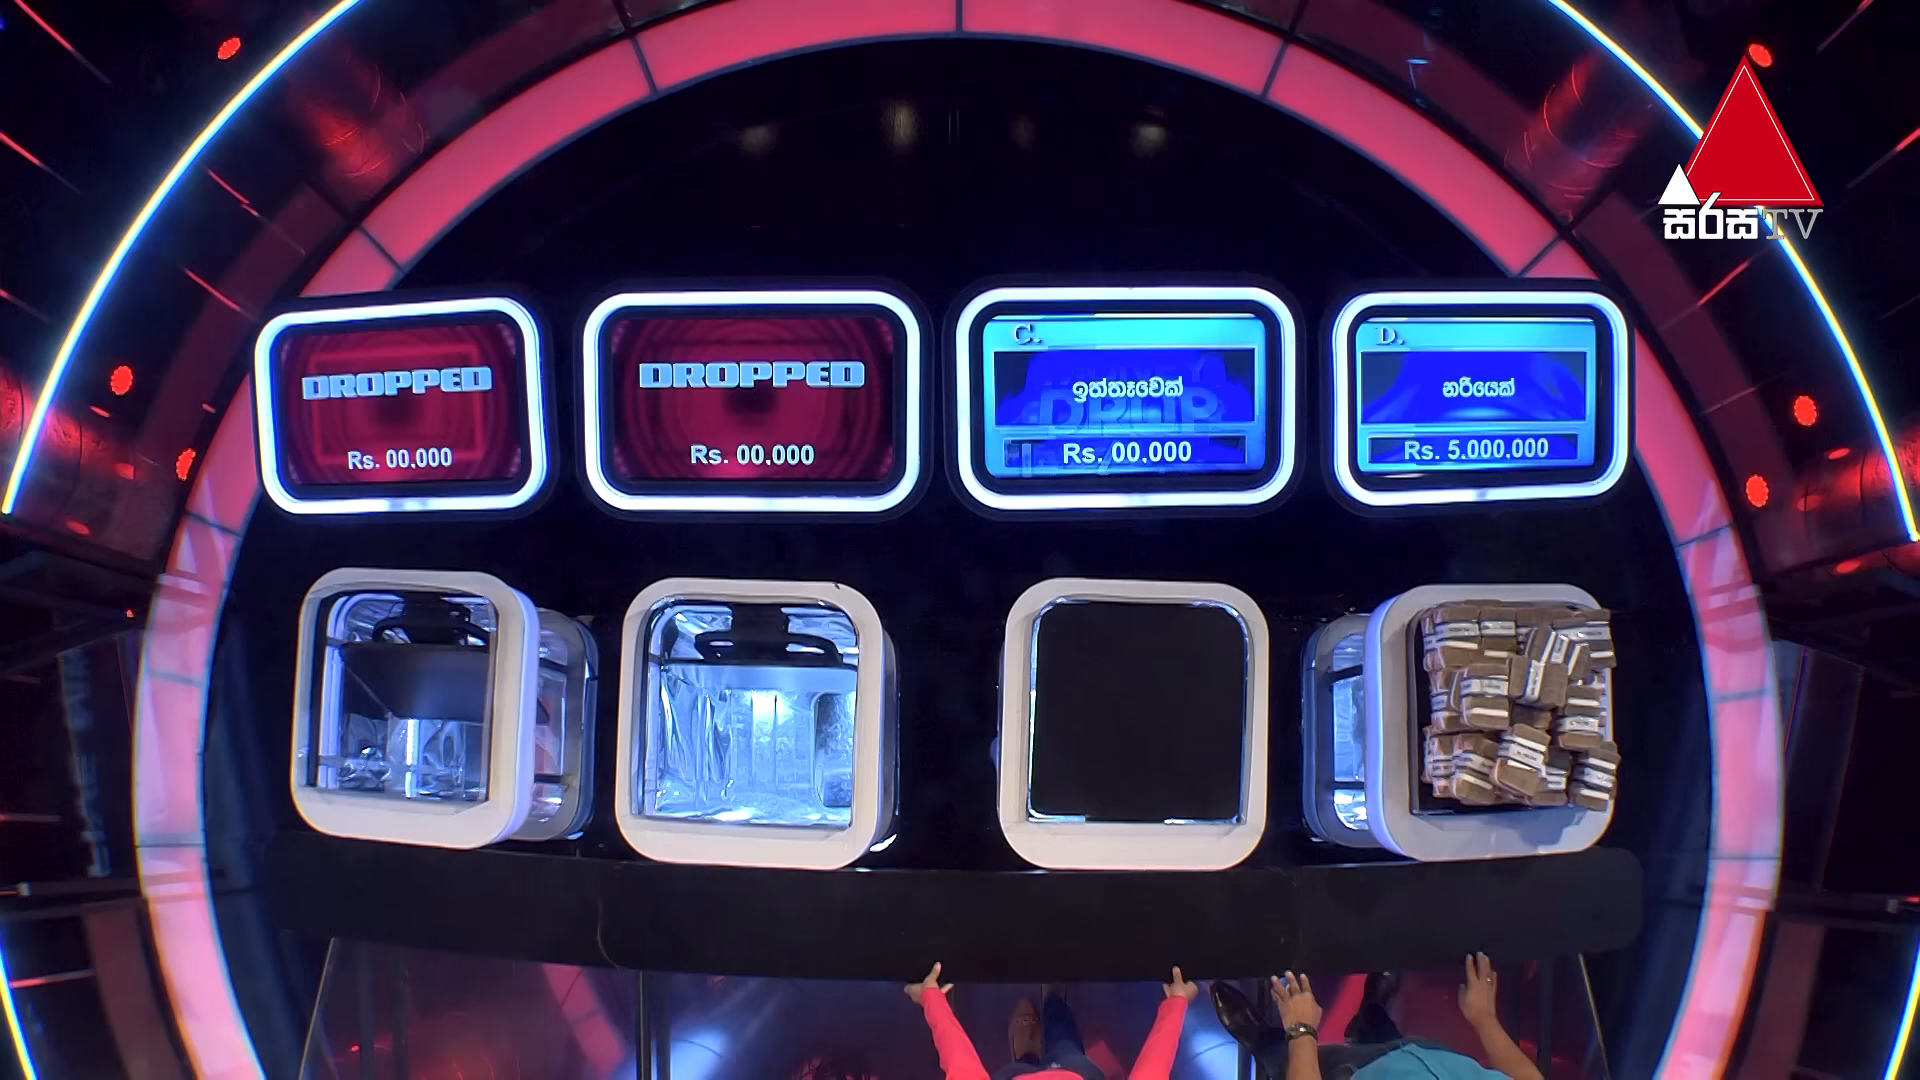 සිරස TV
DROPPED
Rs. 00,000
DROPPED
Rs. 00,000
C.
ඉත්තෑවෙක්
Rs. 00,000
D.
නරියෙක්
Rs. 5,000,000